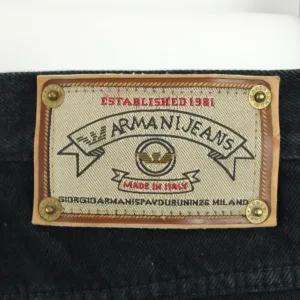 ESTABLISHED 1981
ARMANI JEANS
MADE IN ITALY
GIORGIOARMANISPAVDURUNIN26 MILANO